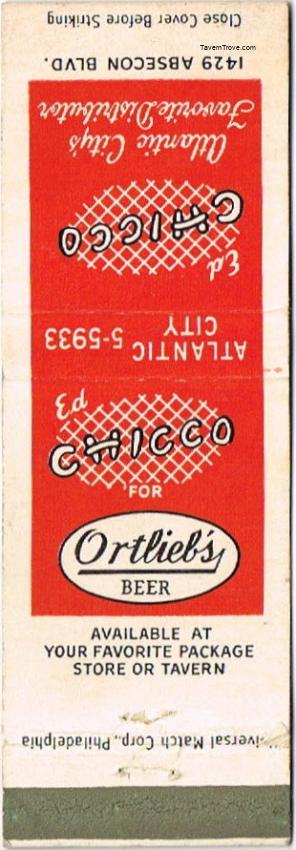 Close Cover Before Striking
TavernTrove.com
1429 ABSECON BLVD.
Atlantic City's
Favorite Distributor
Ed
CHICCO
ATLANTIC
CITY
5-5933
Ed
CHICCO
FOR
Ortlieb's
BEER
AVAILABLE AT
YOUR FAVORITE PACKAGE
STORE OR TAVERN
iversal Match Corp., Philadelphia